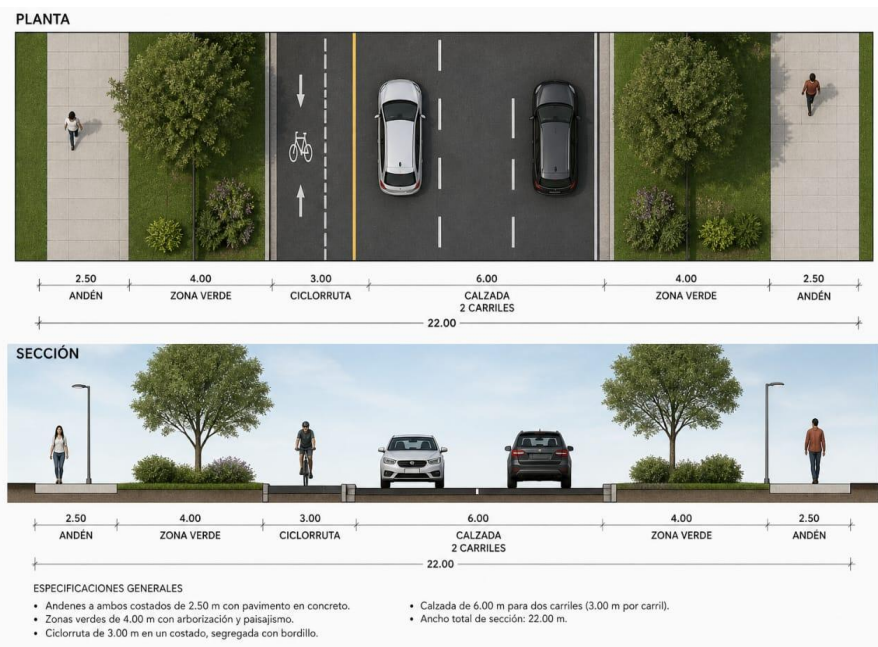 PLANTA
2.50 4.00 3.00 6.00 4.00 2.50
ANDÉN ZONA VERDE CICLORRUTA CALZADA ZONA VERDE ANDÉN
2 CARRILES
22.00
SECCIÓN
2.50 4.00 3.00 6.00 4.00 2.50
ANDÉN ZONA VERDE CICLORRUTA CALZADA ZONA VERDE ANDÉN
2 CARRILES
22.00
ESPECIFICACIONES GENERALES
• Andenes a ambos costados de 2.50 m con pavimento en concreto.
• Zonas verdes de 4.00 m con arborización y paisajismo.
• Ciclorruta de 3.00 m en un costado, segregada con bordillo.
• Calzada de 6.00 m para dos carriles (3.00 m por carril).
• Ancho total de sección: 22.00 m.